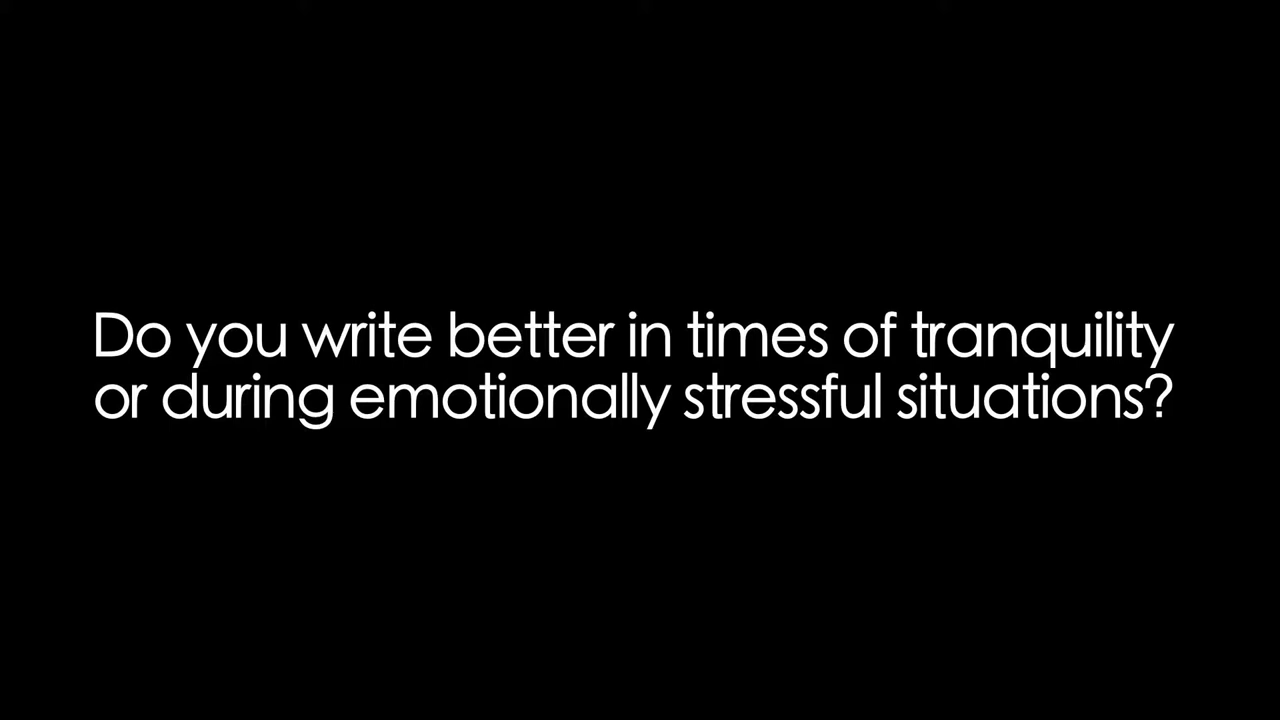 Do you write better in times of tranquility
or during emotionally stressful situations?